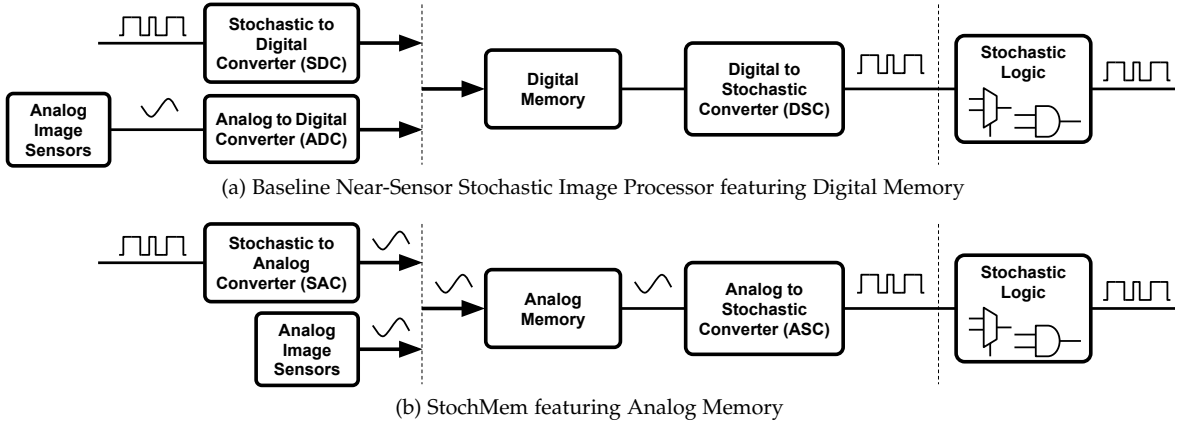 Stochastic to
Digital
Converter (SDC)
Analog
Image
Sensors
Analog to Digital
Converter (ADC)
Digital
Memory
Digital to
Stochastic
Converter (DSC)
Stochastic
Logic
(a) Baseline Near-Sensor Stochastic Image Processor featuring Digital Memory
Stochastic to
Analog
Converter (SAC)
Analog
Image
Sensors
Analog
Memory
Analog to
Stochastic
Converter (ASC)
Stochastic
Logic
(b) StochMem featuring Analog Memory